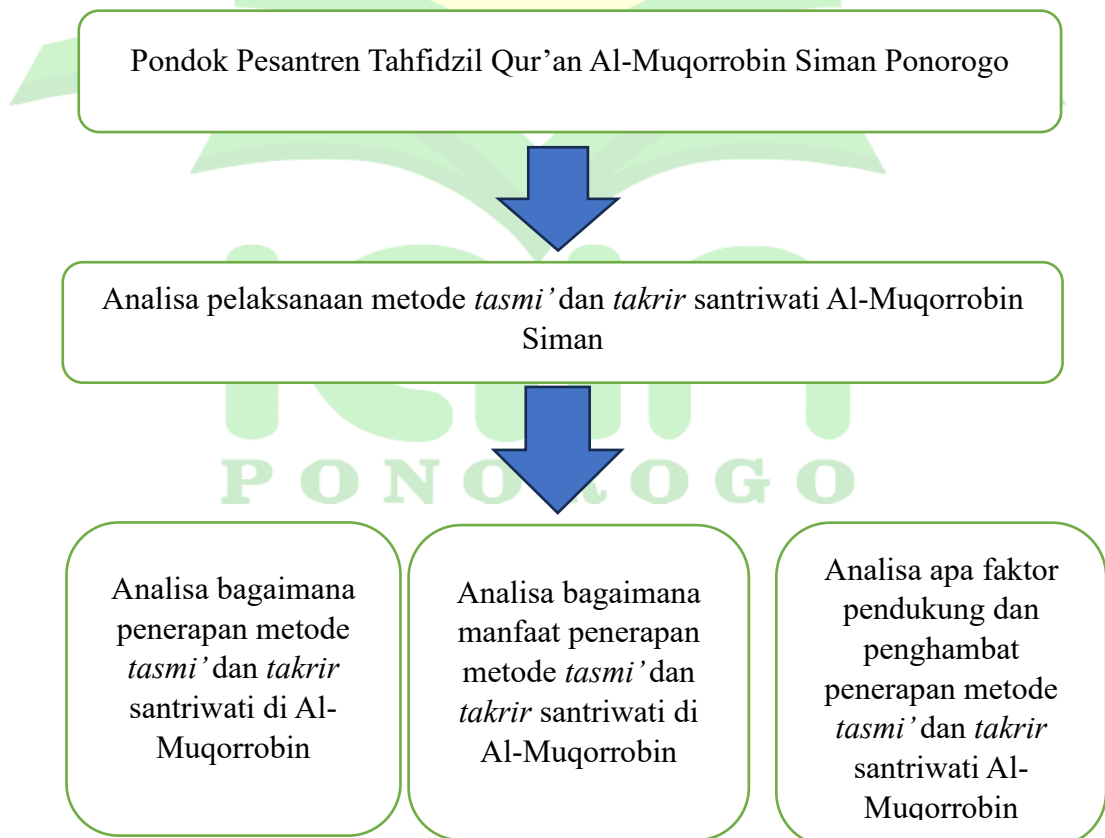 Pondok Pesantren Tahfidzil Qur’an Al-Muqorrobin Siman Ponorogo
Analisa pelaksanaan metode tasmi’ dan takrir santriwati Al-Muqorrobin
Siman
PONOROGO
Analisa bagaimana
penerapan metode
tasmi’ dan takrir
santriwati di Al-
Muqorrobin
Analisa bagaimana
manfaat penerapan
metode tasmi’ dan
takrir santriwati di
Al-Muqorrobin
Analisa apa faktor
pendukung dan
penghambat
penerapan metode
tasmi’ dan takrir
santriwati Al-
Muqorrobin